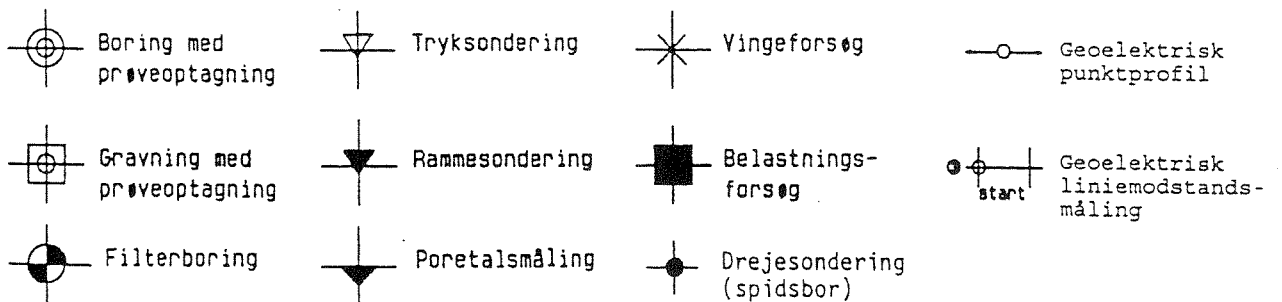 Boring med
prøveoptagning
Tryksondering
Vingeforsøg
Geoelektrisk
punktprofil
Gravning med
prøveoptagning
Rammesondering
Belastnings-
forsøg
start
Geoelektrisk
liniemodstands-
måling
Filterboring
Poretalsmåling
Drejesondering
(spidsbor)